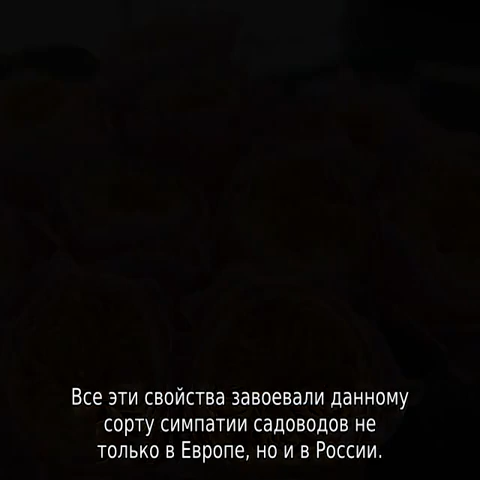 Все эти свойства завоевали данному
сорту симпатии садоводов не
только в Европе, но и в России.